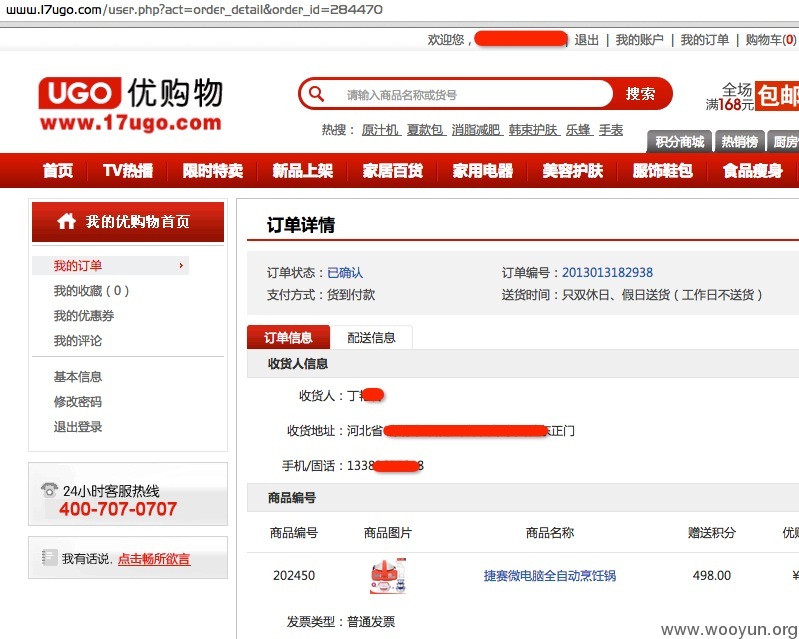 www.17ugo.com/user.php?act=order_detail&order_id=284470
欢迎您， | 退出 | 我的账户 | 我的订单 | 购物车(0)
UGO 优购物
www.17ugo.com
请输入商品名称或货号 搜索
全场
满168元 包邮
热搜： 原汁机 夏款包 消脂减肥 韩束护肤 乐蜂 手表
积分商城 热销榜 厨房
首页 TV热播 限时特卖 新品上架 家居百货 家用电器 美容护肤 服饰鞋包 食品瘦身
我的优购物首页
我的订单
我的收藏 ( 0 )
我的优惠券
我的评论
基本信息
修改密码
退出登录
24小时客服热线
400-707-0707
我有话说. 点击畅所欲言
订单详情
订单状态：已确认 订单编号：2013013182938
支付方式：货到付款 送货时间：只双休日、假日送货（工作日不送货）
订单信息 配送信息
收货人信息
收货人：丁
收货地址：河北省 正门
手机/固话：1338 8
商品编号
商品编号 商品图片 商品名称 赠送积分 优
202450 捷赛微电脑全自动烹饪锅 498.00 ¥
发票类型：普通发票
www.wooyun.org